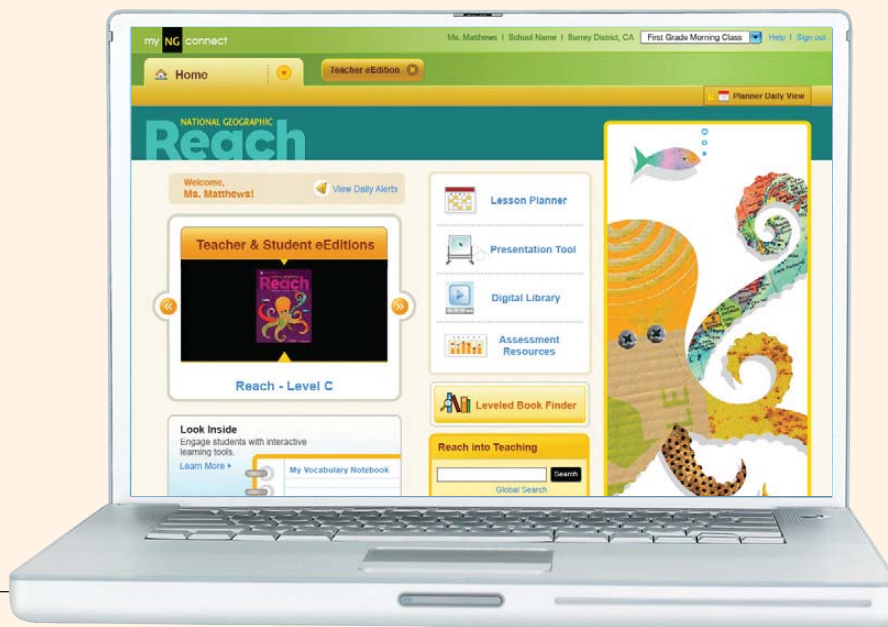 my NG connect
Ms. Matthews | School Name | Surrey District, CA
First Grade Morning Class
Help | Sign out
Home
Teacher eEdition
Planner Daily View
NATIONAL GEOGRAPHIC
Reach
Welcome,
Ms. Matthews!
View Daily Alerts
Teacher & Student eEditions
Reach
Reach - Level C
Lesson Planner
Presentation Tool
Digital Library
Assessment
Resources
Leveled Book Finder
Look Inside
Engage students with interactive
learning tools.
Learn More
My Vocabulary Notebook
Reach into Teaching
Search
Global Search